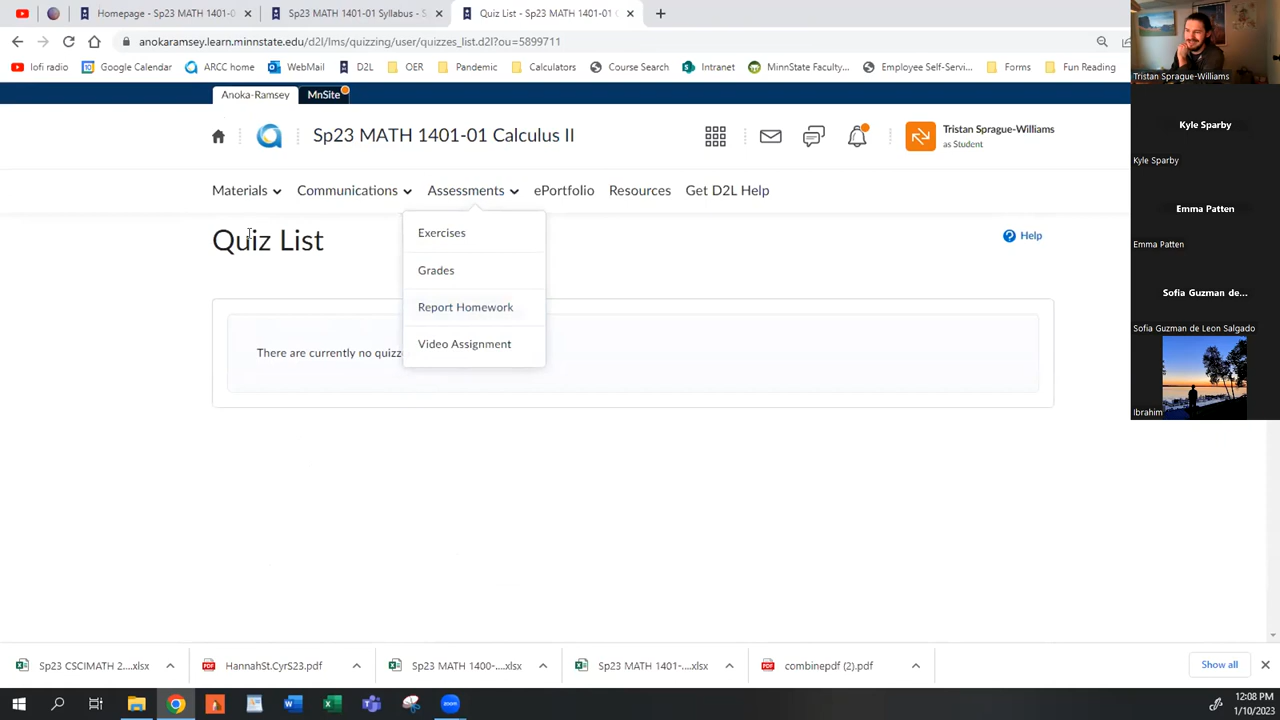 Homepage - Sp23 MATH 1401-01
Sp23 MATH 1401-01 Syllabus -
Quiz List - Sp23 MATH 1401-01
anokaramsey.learn.minnstate.edu/d2l/lms/quizzing/user/quizzes_list.d2l?ou=5899711
lofi radio
Google Calendar
ARCC home
WebMail
D2L
OER
Pandemic
Calculators
Course Search
Intranet
MinnState Faculty...
Employee Self-Servi...
Forms
Fun Reading
Anoka-Ramsey
MnSite
Sp23 MATH 1401-01 Calculus II
Tristan Sprague-Williams
as Student
Materials
Communications
Assessments
ePortfolio
Resources
Get D2L Help
Quiz List
Help
Exercises
Grades
Report Homework
Video Assignment
There are currently no quizz
Tristan Sprague-Williams
Kyle Sparby
Kyle Sparby
Emma Patten
Emma Patten
Sofia Guzman de...
Sofia Guzman de Leon Salgado
Ibrahim
Sp23 CSCIMATH 2....xlsx
HannahSt.CyrS23.pdf
Sp23 MATH 1400-....xlsx
Sp23 MATH 1401-....xlsx
combinepdf (2).pdf
Show all
12:08 PM
1/10/2023